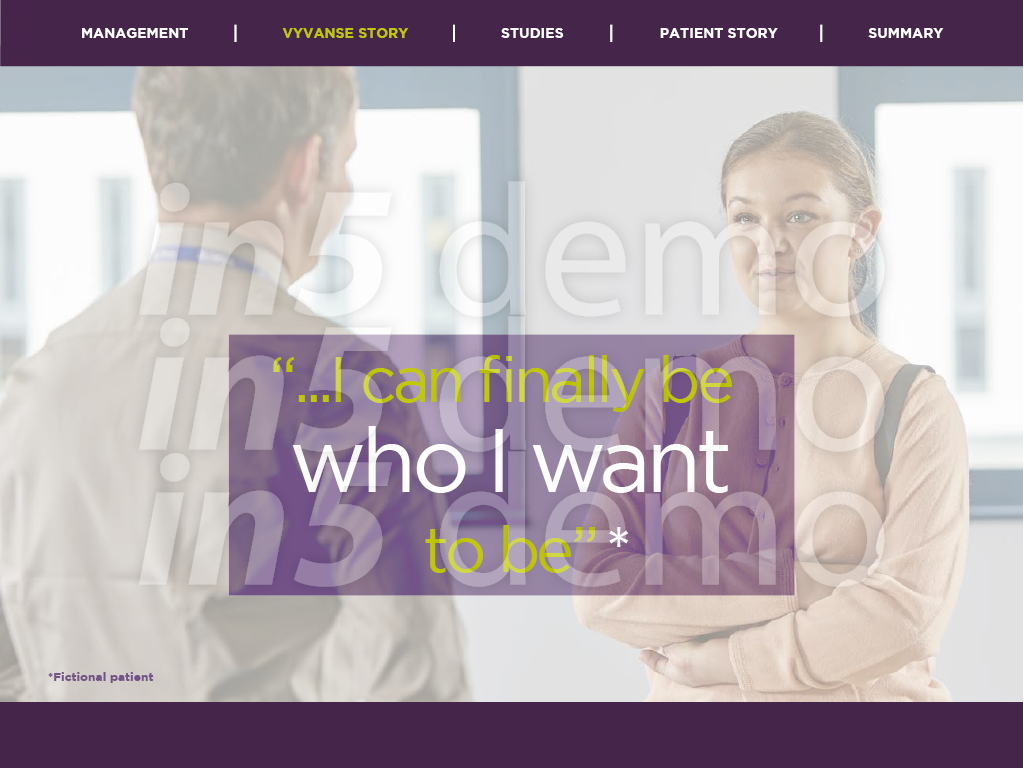 MANAGEMENT | VYVANSE STORY | STUDIES | PATIENT STORY | SUMMARY
in5 demo
in5 demo
in5 demo
“...I can finally be
who I want
to be” *
*Fictional patient